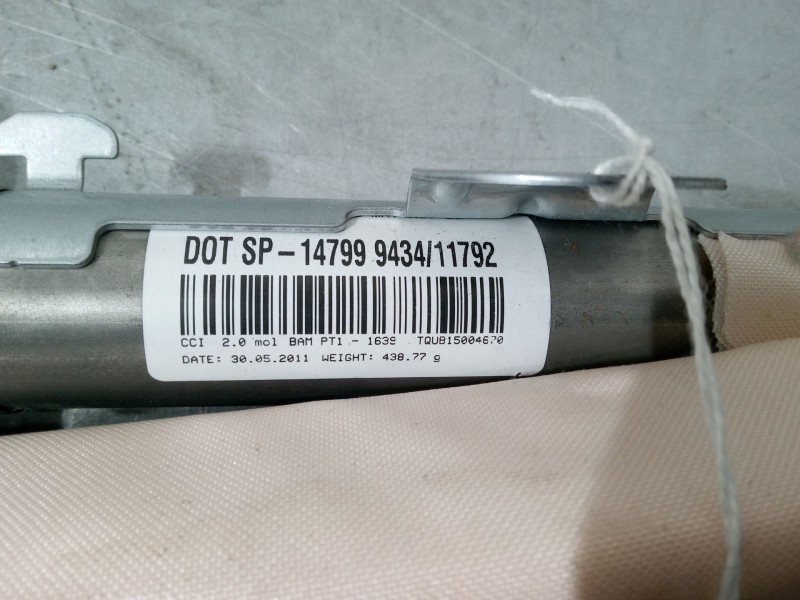 DOT SP-14799 9434/11792
CCI 2.0 mol BAM PT1 - 1639 TQUB15004670
DATE: 30.05.2011 WEIGHT: 438.77 g